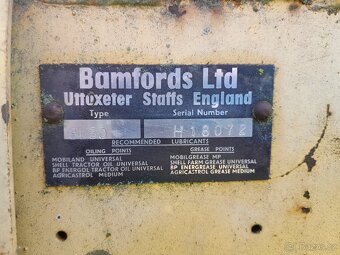 Bamfords Ltd
Uttoxeter Staffs England
Type Serial Number
H18072
RECOMMENDED LUBRICANTS
OILING POINTS GREASE POINTS
MOBILAND UNIVERSAL MOBILGREASE MP
SHELL TRACTOR OIL UNIVERSAL SHELL FARM GREASE UNIVERSAL
BP ENERGOL TRACTOR OIL UNIVERSAL BP ENERGREASE UNIVERSAL
AGRICASTROL MEDIUM AGRICASTROL GREASE MEDIUM